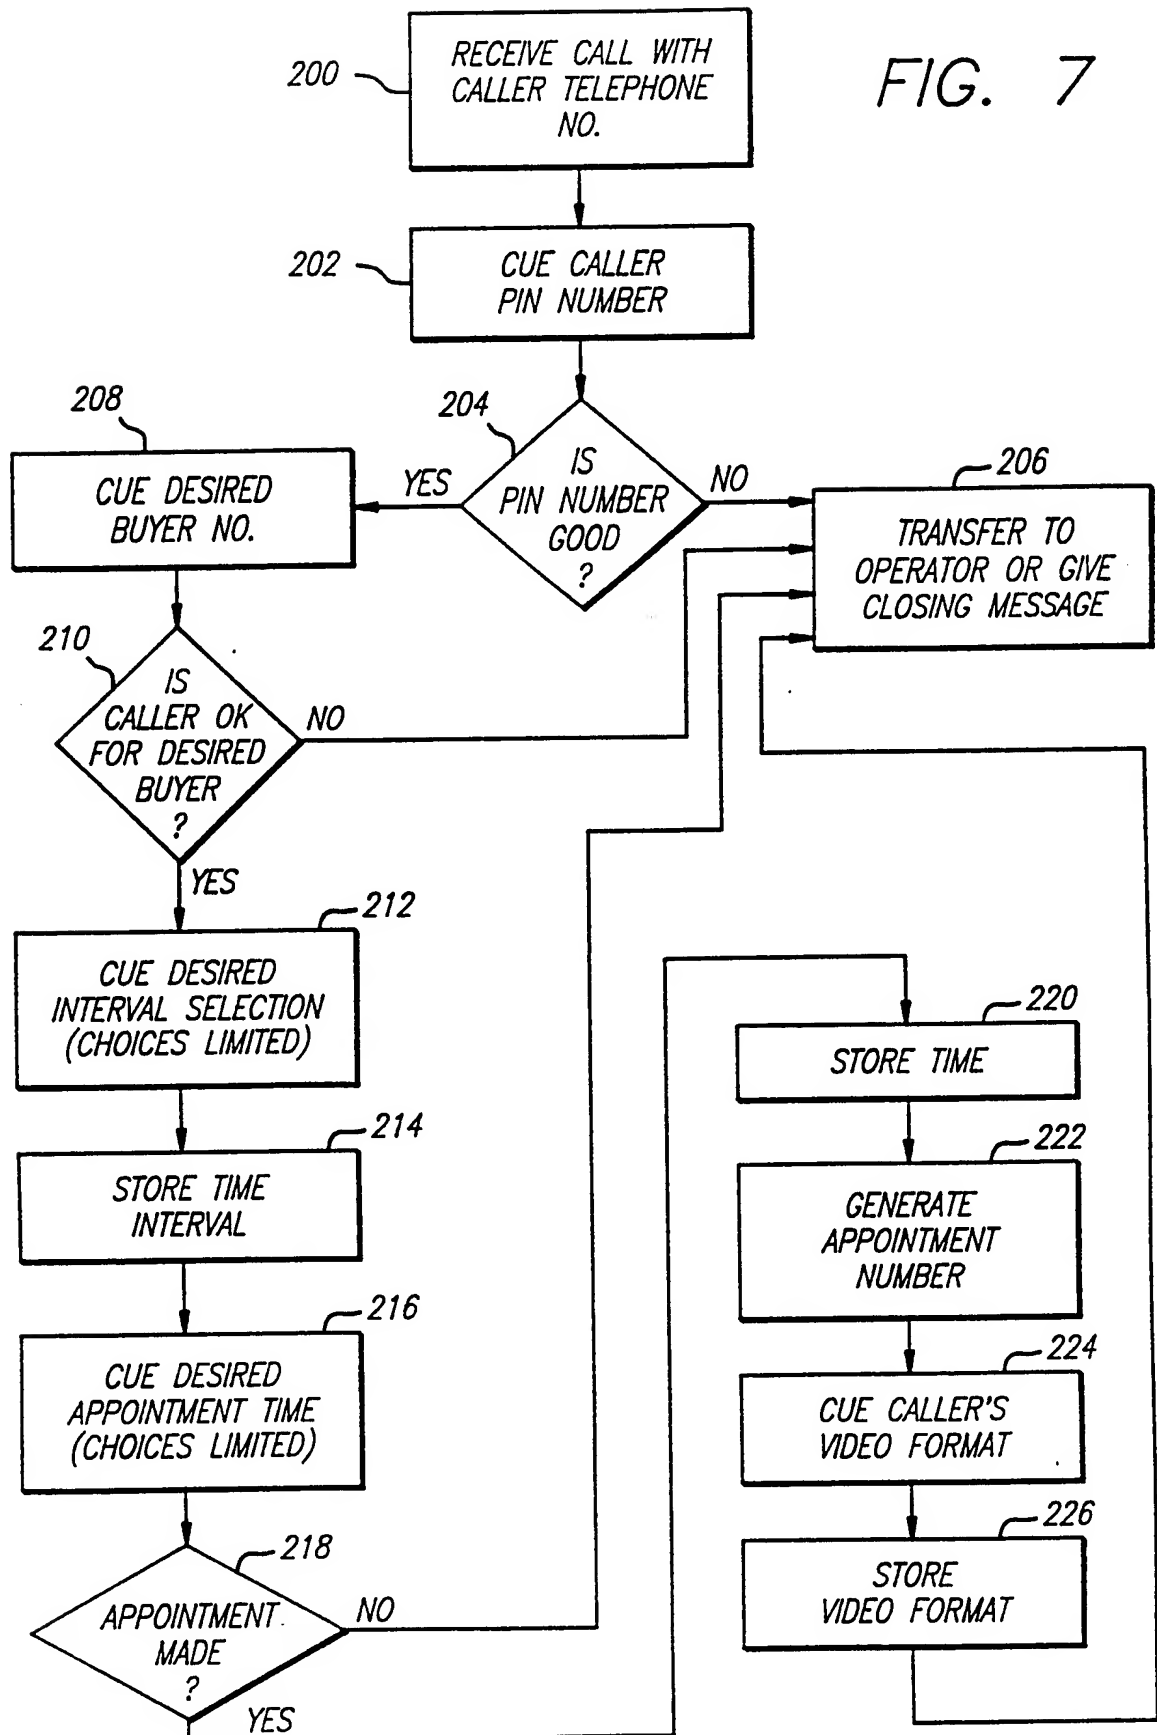 FIG. 7
200
RECEIVE CALL WITH
CALLER TELEPHONE
NO.
202
CUE CALLER
PIN NUMBER
204
IS
PIN NUMBER
GOOD
?
YES
NO
206
TRANSFER TO
OPERATOR OR GIVE
CLOSING MESSAGE
208
CUE DESIRED
BUYER NO.
210
IS
CALLER OK
FOR DESIRED
BUYER
?
NO
YES
212
CUE DESIRED
INTERVAL SELECTION
(CHOICES LIMITED)
214
STORE TIME
INTERVAL
216
CUE DESIRED
APPOINTMENT TIME
(CHOICES LIMITED)
218
APPOINTMENT
MADE
?
NO
YES
220
STORE TIME
222
GENERATE
APPOINTMENT
NUMBER
224
CUE CALLER'S
VIDEO FORMAT
226
STORE
VIDEO FORMAT